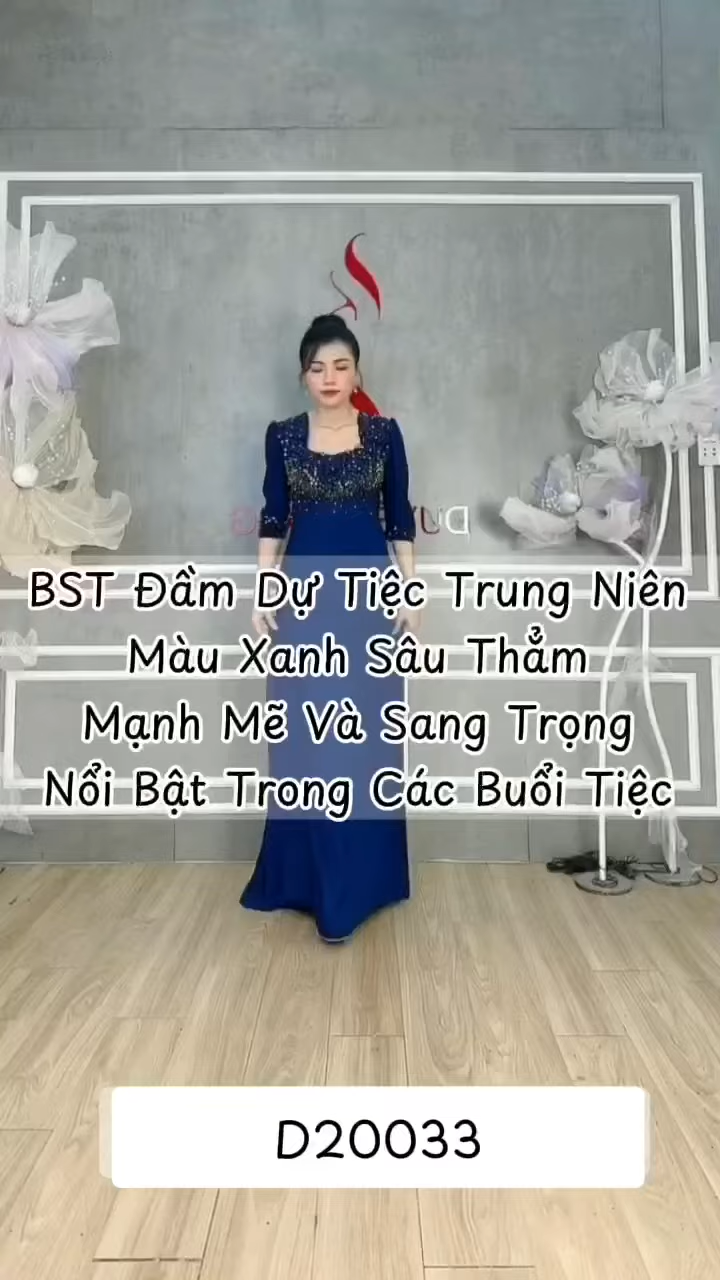 BST Đầm Dự Tiệc Trung Niên
Màu Xanh Sâu Thẳm
Mạnh Mẽ Và Sang Trọng
Nổi Bật Trong Các Buổi Tiệc
D20033